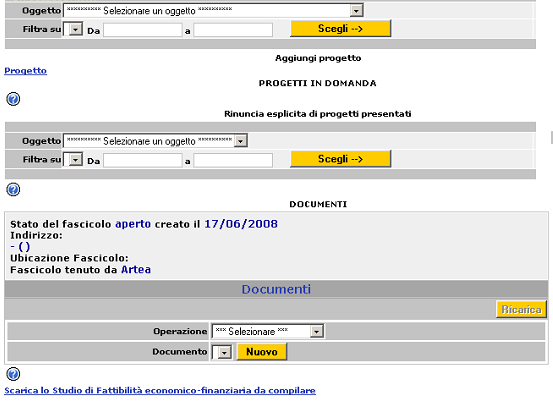 Oggetto ********** Selezionare un oggetto **********
Filtra su Da a Scegli -->
Aggiungi progetto
Progetto
PROGETTI IN DOMANDA
?
Rinuncia esplicita di progetti presentati
Oggetto ********** Selezionare un oggetto **********
Filtra su Da a Scegli -->
?
DOCUMENTI
Stato del fascicolo aperto creato il 17/06/2008
Indirizzo:
- ( )
Ubicazione Fascicolo:
Fascicolo tenuto da Artea
Documenti
Ricarica
Operazione *** Selezionare ***
Documento Nuovo
?
Scarica lo Studio di Fattibilità economico-finanziaria da compilare